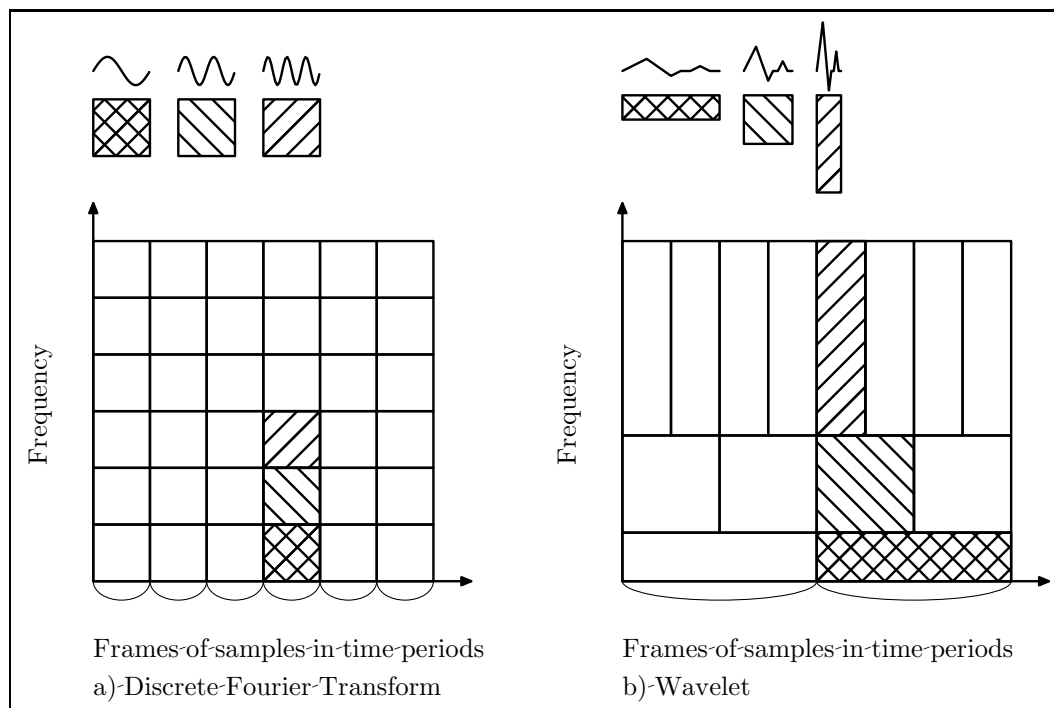 Frequency
Frames-of-samples-in-time-periods
a)-Discrete-Fourier-Transform
Frequency
Frames-of-samples-in-time-periods
b)-Wavelet